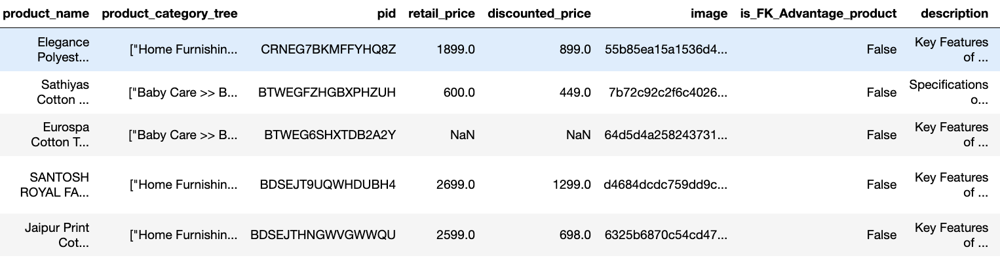 product_name product_category_tree pid retail_price discounted_price image is_FK_Advantage_product description
Elegance Key Features
["Home Furnishin... CRNEG7BKMFFYHQ8Z 1899.0 899.0 55b85ea15a1536d4... False
Polyest... of ...
Sathiyas Specifications
["Baby Care >> B... BTWEGFZHGBXPHZUH 600.0 449.0 7b72c92c2f6c4026... False
Cotton ... o...
Eurospa Key Features
["Baby Care >> B... BTWEG6SHXTDB2A2Y NaN NaN 64d5d4a258243731... False
Cotton T... of ...
SANTOSH Key Features
["Home Furnishin... BDSEJT9UQWHDUBH4 2699.0 1299.0 d4684dcdc759dd9c... False
ROYAL FA... of ...
Jaipur Print Key Features
["Home Furnishin... BDSEJTHNGWVGWWQU 2599.0 698.0 6325b6870c54cd47... False
Cot... of ...